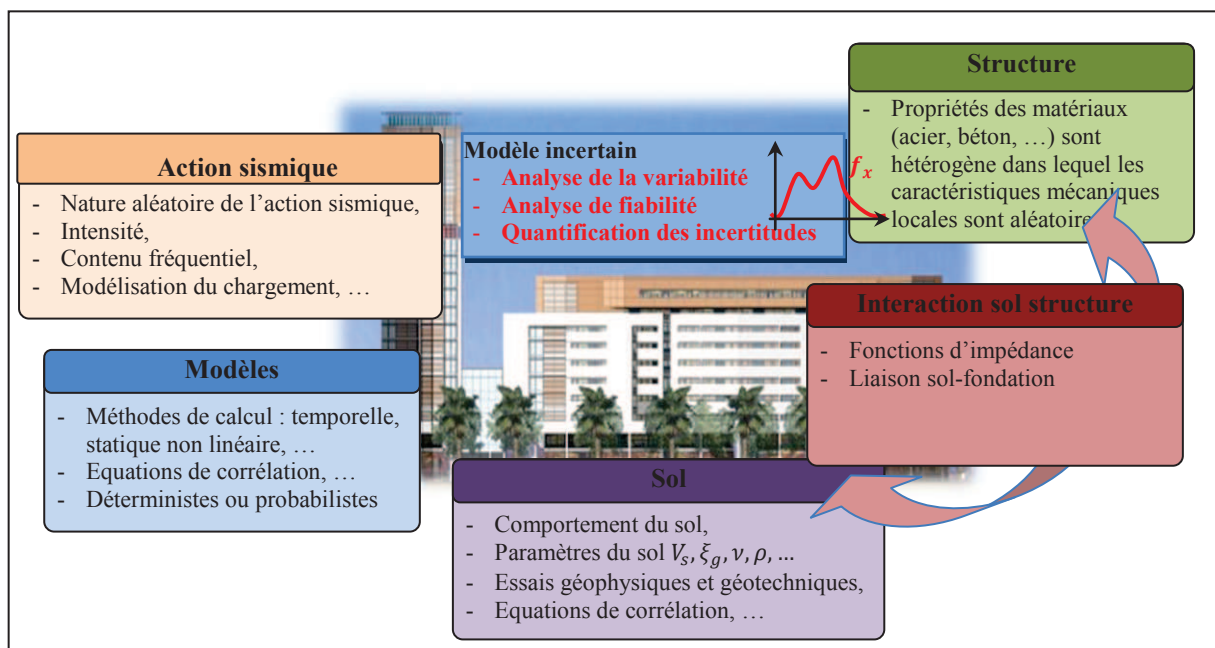 Structure
- Propriétés des matériaux
(acier, béton, …) sont
hétérogène dans lequel les
caractéristiques mécaniques
locales sont aléatoire
Action sismique
- Nature aléatoire de l’action sismique,
- Intensité,
- Contenu fréquentiel,
- Modélisation du chargement, …
Modèle incertain
- Analyse de la variabilité
- Analyse de fiabilité
- Quantification des incertitudes
f_x
Interaction sol structure
- Fonctions d’impédance
- Liaison sol-fondation
Modèles
- Méthodes de calcul : temporelle,
statique non linéaire, …
- Equations de corrélation, …
- Déterministes ou probabilistes
Sol
- Comportement du sol,
- Paramètres du sol V_s, ξ_g, ν, ρ, …
- Essais géophysiques et géotechniques,
- Equations de corrélation, …